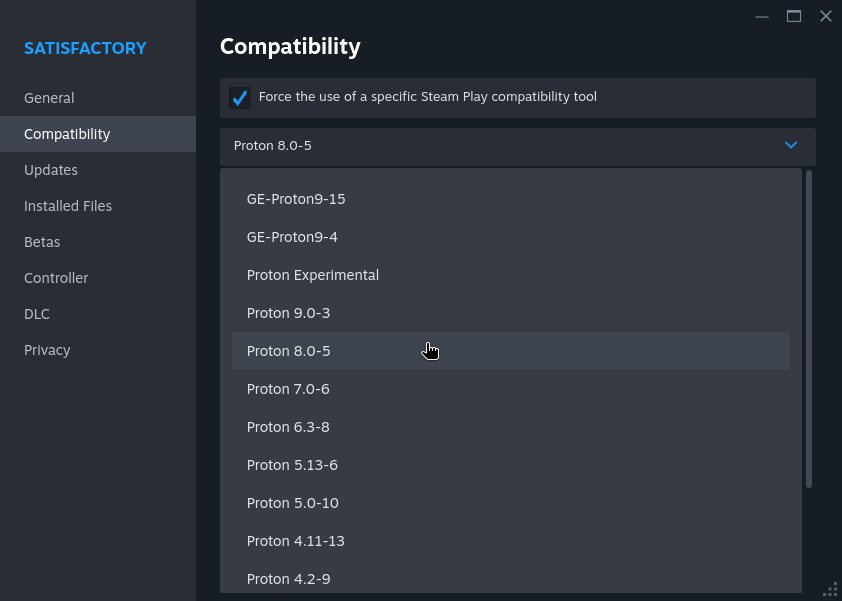 SATISFACTORY
General
Compatibility
Updates
Installed Files
Betas
Controller
DLC
Privacy
Compatibility
Force the use of a specific Steam Play compatibility tool
Proton 8.0-5
GE-Proton9-15
GE-Proton9-4
Proton Experimental
Proton 9.0-3
Proton 8.0-5
Proton 7.0-6
Proton 6.3-8
Proton 5.13-6
Proton 5.0-10
Proton 4.11-13
Proton 4.2-9